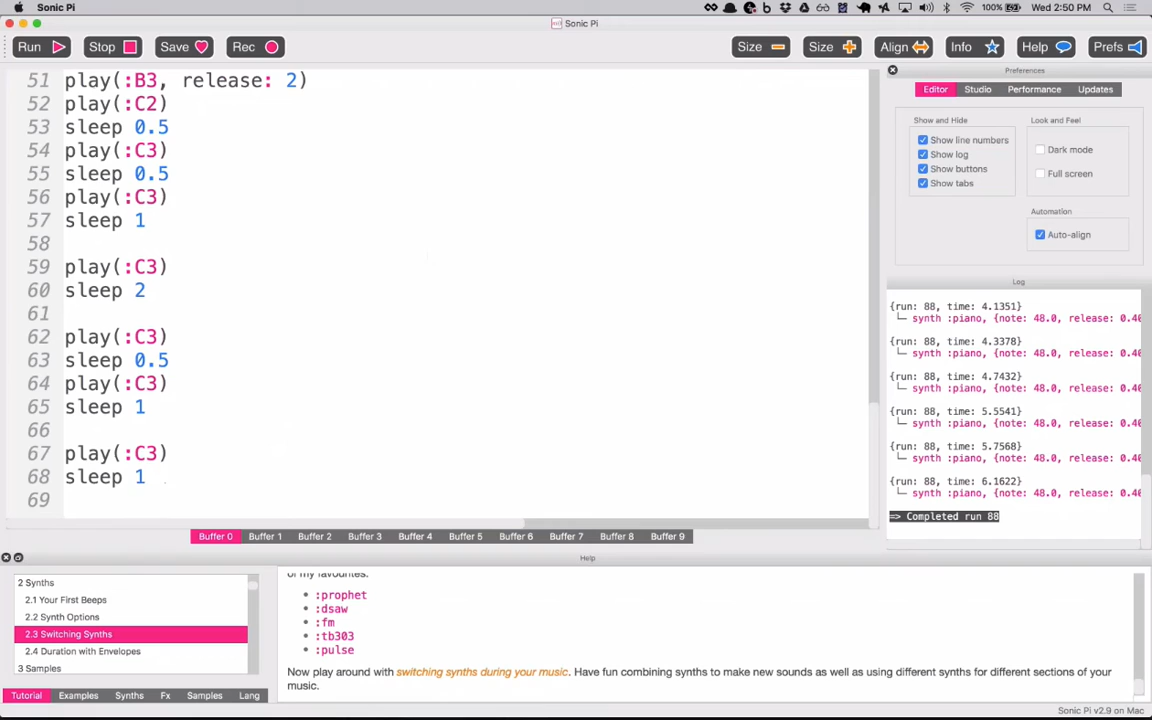 Sonic Pi
100%
Wed 2:50 PM
Sonic Pi
Run Stop Save Rec Size Size Align Info Help Prefs
51 play(:B3, release: 2)
52 play(:C2)
53 sleep 0.5
54 play(:C3)
55 sleep 0.5
56 play(:C3)
57 sleep 1
58
59 play(:C3)
60 sleep 2
61
62 play(:C3)
63 sleep 0.5
64 play(:C3)
65 sleep 1
66
67 play(:C3)
68 sleep 1
69
Preferences
Editor Studio Performance Updates
Show and Hide
Show line numbers
Show log
Show buttons
Show tabs
Look and Feel
Dark mode
Full screen
Automation
Auto-align
Log
{run: 88, time: 4.1351}
└─ synth :piano, {note: 48.0, release: 0.40
{run: 88, time: 4.3378}
└─ synth :piano, {note: 48.0, release: 0.40
{run: 88, time: 4.7432}
└─ synth :piano, {note: 48.0, release: 0.40
{run: 88, time: 5.5541}
└─ synth :piano, {note: 48.0, release: 0.40
{run: 88, time: 5.7568}
└─ synth :piano, {note: 48.0, release: 0.40
{run: 88, time: 6.1622}
└─ synth :piano, {note: 48.0, release: 0.40
=> Completed run 88
Buffer 0 Buffer 1 Buffer 2 Buffer 3 Buffer 4 Buffer 5 Buffer 6 Buffer 7 Buffer 8 Buffer 9
Help
2 Synths
2.1 Your First Beeps
2.2 Synth Options
2.3 Switching Synths
2.4 Duration with Envelopes
3 Samples
Tutorial Examples Synths Fx Samples Lang
of my favourites.
• :prophet
• :dsaw
• :fm
• :tb303
• :pulse
Now play around with switching synths during your music. Have fun combining synths to make new sounds as well as using different synths for different sections of your
music.
Sonic Pi v2.9 on Mac